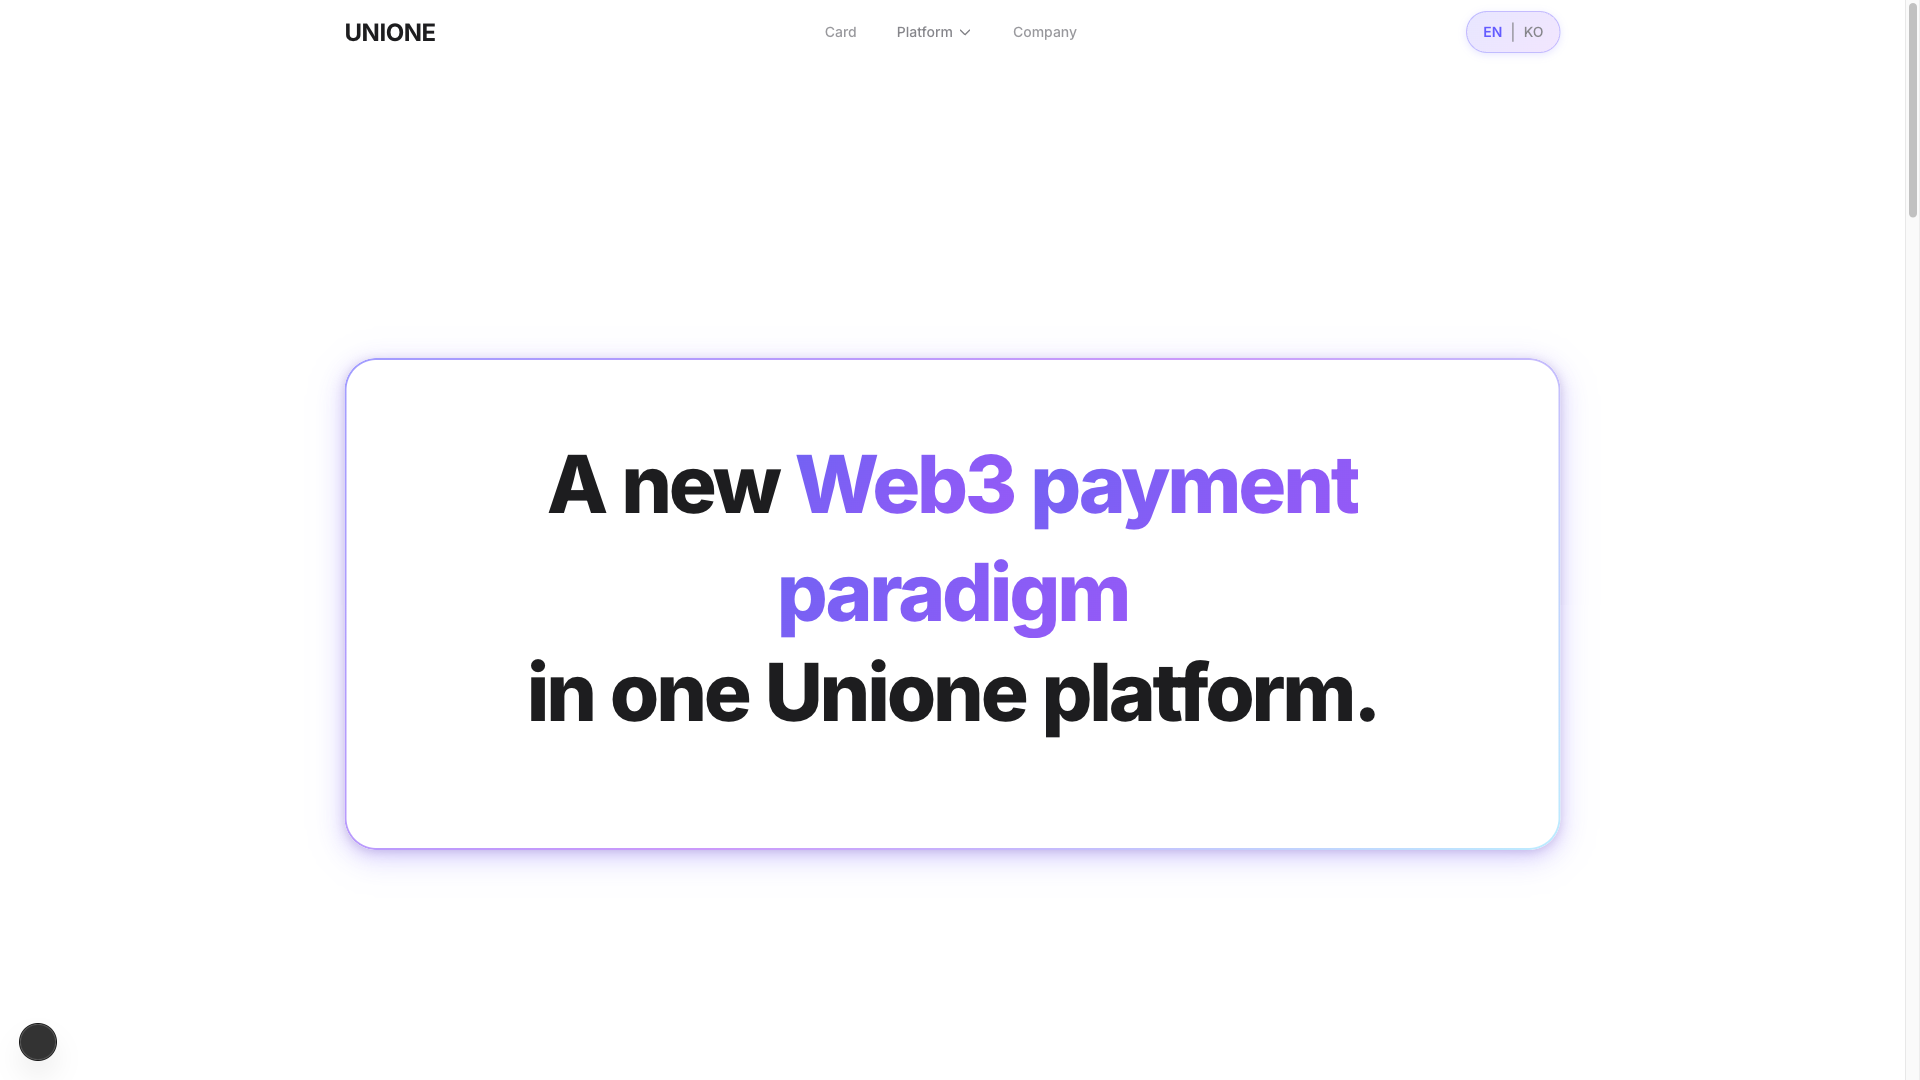 UNIONE
Card
Platform
Company
EN | KO
A new Web3 payment
paradigm
in one Unione platform.